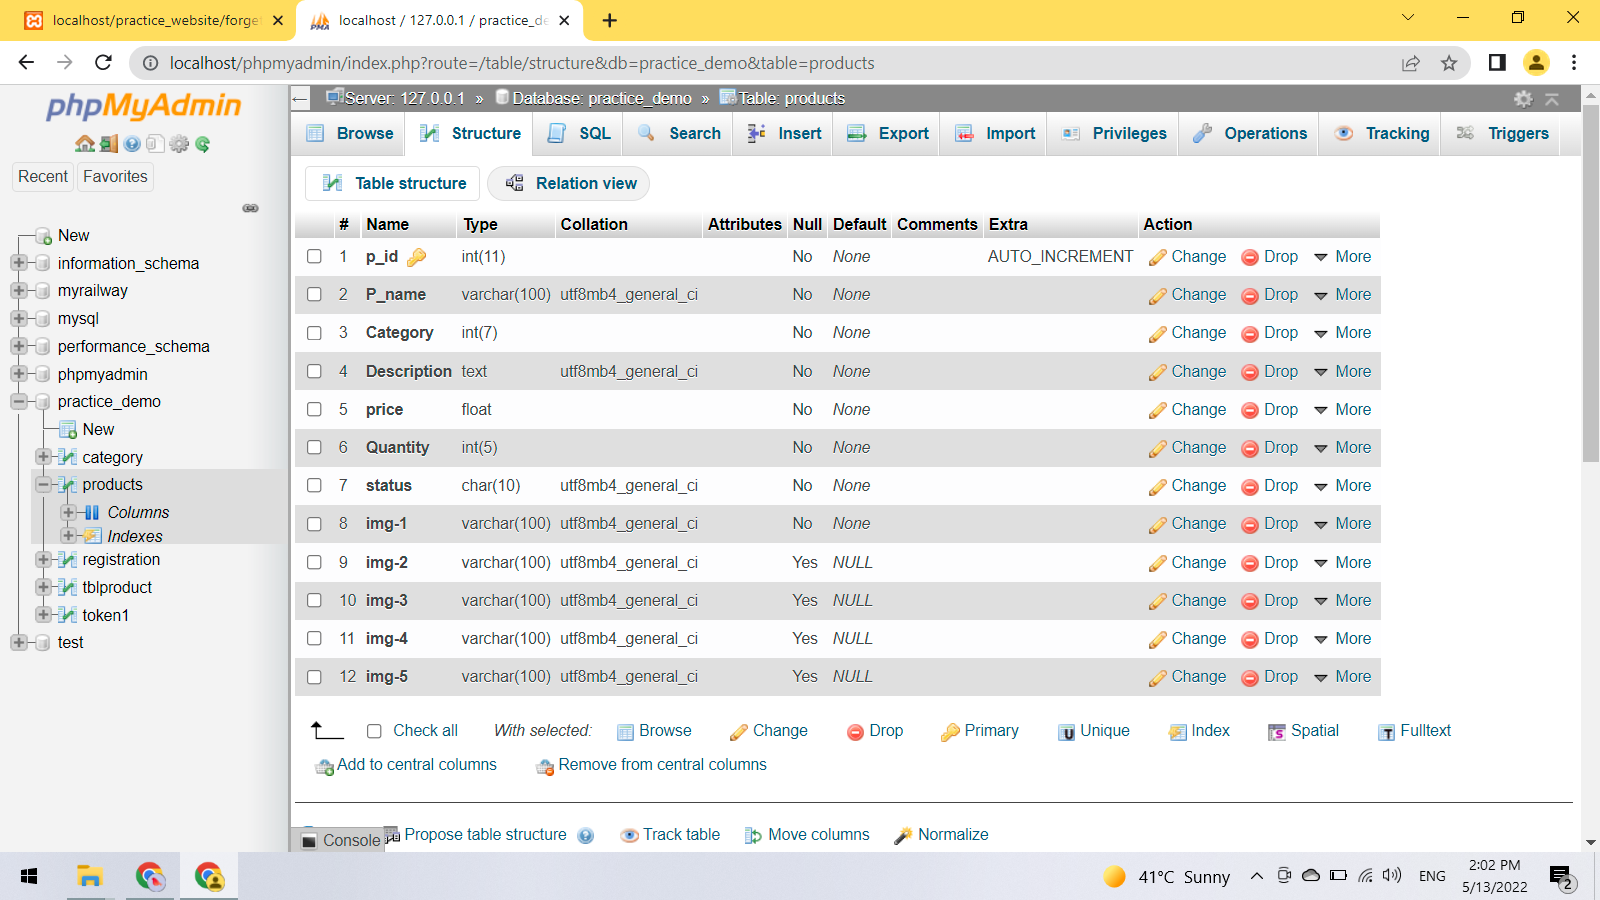 localhost/practice_website/forge
localhost / 127.0.0.1 / practice_de
localhost/phpmyadmin/index.php?route=/table/structure&db=practice_demo&table=products
phpMyAdmin
Recent Favorites
New
information_schema
myrailway
mysql
performance_schema
phpmyadmin
practice_demo
New
category
products
Columns
Indexes
registration
tblproduct
token1
test
Server: 127.0.0.1 » Database: practice_demo » Table: products
Browse Structure SQL Search Insert Export Import Privileges Operations Tracking Triggers
Table structure Relation view
# Name Type Collation Attributes Null Default Comments Extra Action
1 p_id int(11) No None AUTO_INCREMENT Change Drop More
2 P_name varchar(100) utf8mb4_general_ci No None Change Drop More
3 Category int(7) No None Change Drop More
4 Description text utf8mb4_general_ci No None Change Drop More
5 price float No None Change Drop More
6 Quantity int(5) No None Change Drop More
7 status char(10) utf8mb4_general_ci No None Change Drop More
8 img-1 varchar(100) utf8mb4_general_ci No None Change Drop More
9 img-2 varchar(100) utf8mb4_general_ci Yes NULL Change Drop More
10 img-3 varchar(100) utf8mb4_general_ci Yes NULL Change Drop More
11 img-4 varchar(100) utf8mb4_general_ci Yes NULL Change Drop More
12 img-5 varchar(100) utf8mb4_general_ci Yes NULL Change Drop More
Check all With selected: Browse Change Drop Primary Unique Index Spatial Fulltext
Add to central columns Remove from central columns
Console Propose table structure Track table Move columns Normalize
41°C Sunny ENG
2:02 PM
5/13/2022
2